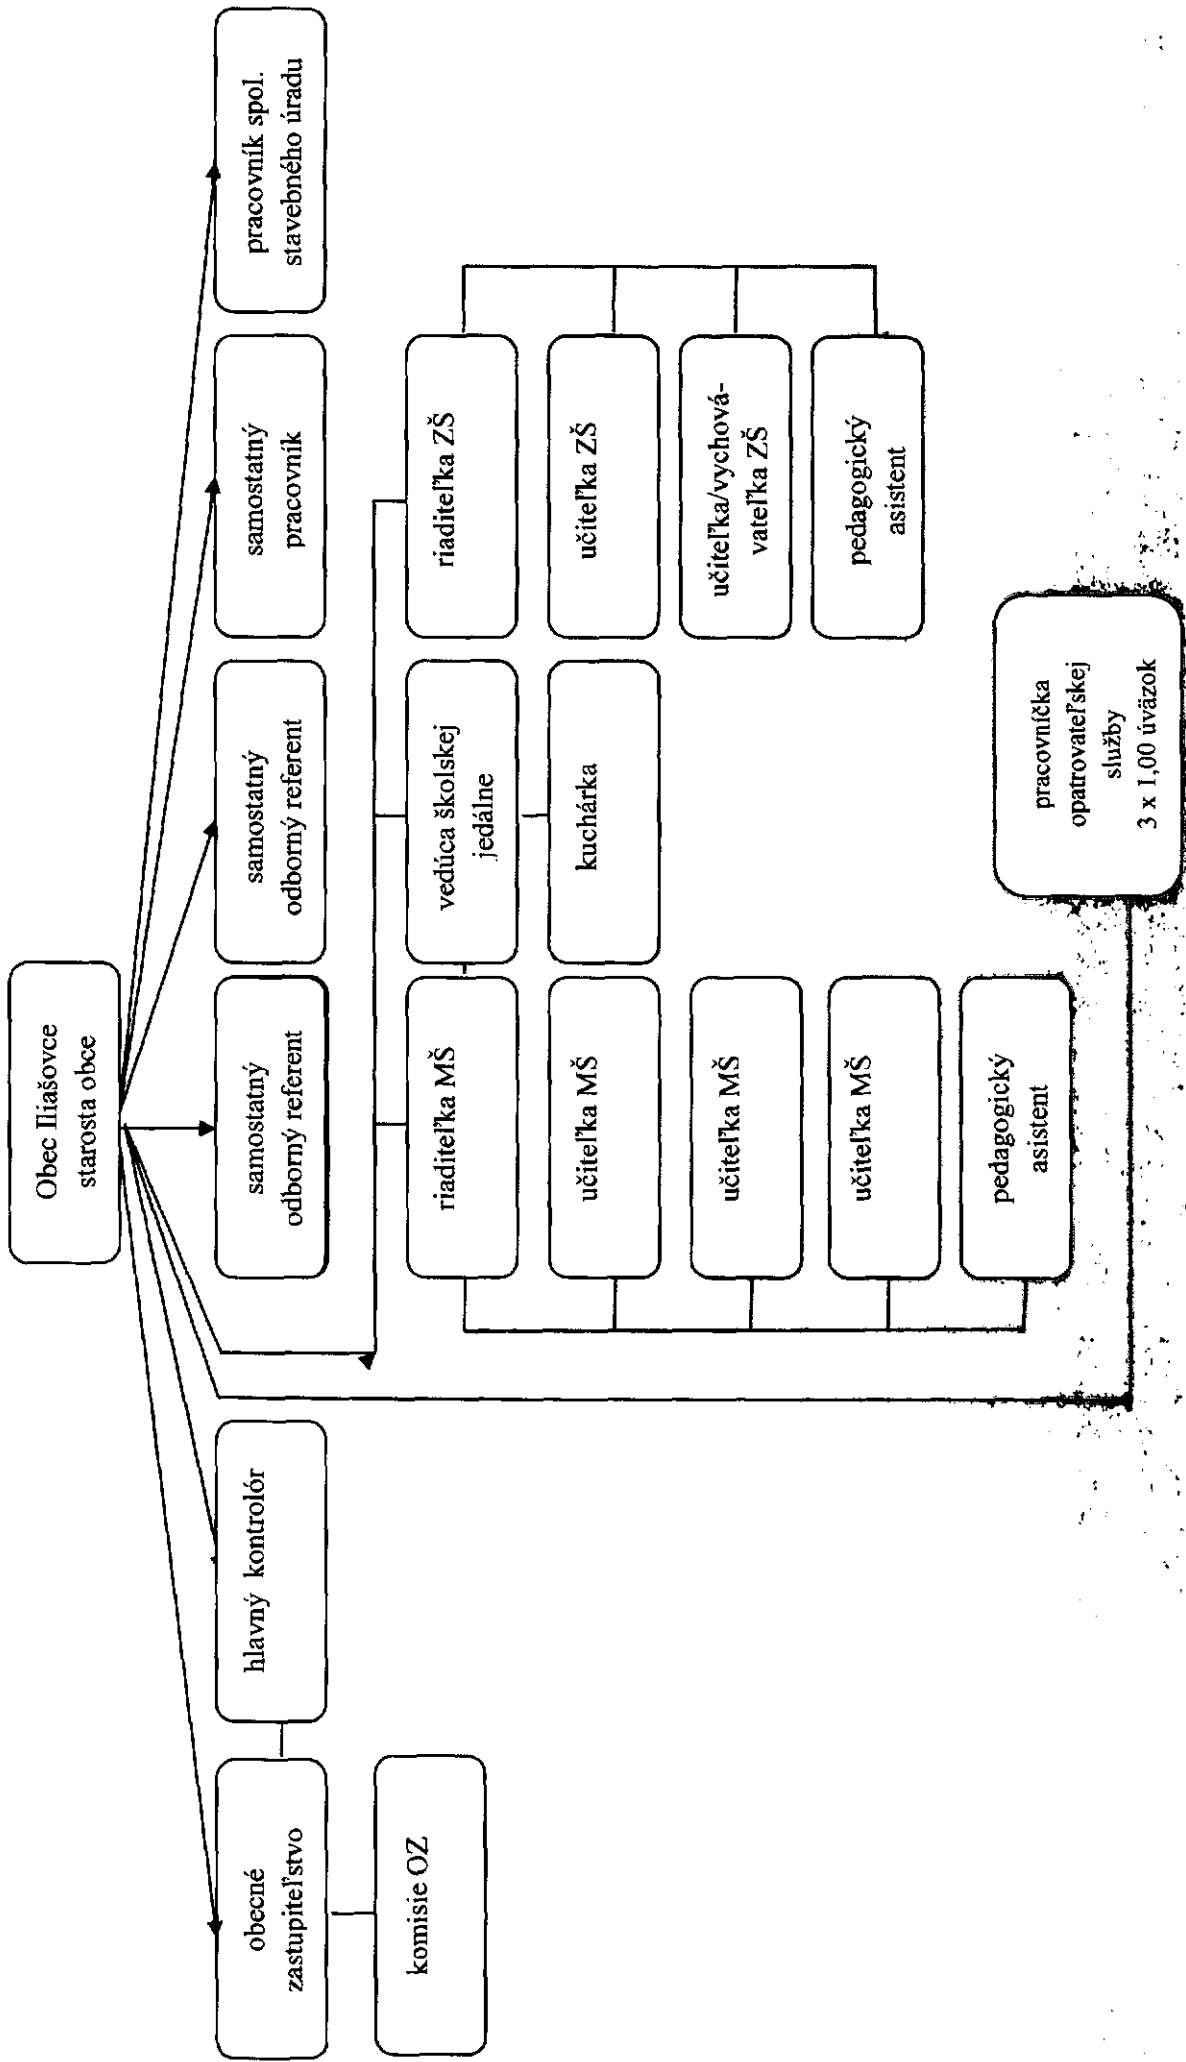 Obec Iliašovce
starosta obce
obecné
zastupiteľstvo
hlavný kontrolór
samostatný
odborný referent
samostatný
odborný referent
samostatný
pracovník
pracovník spol.
stavebného úradu
komisie OZ
riaditeľka MŠ
vedúca školskej
jedálne
riaditeľka ZŠ
učiteľka MŠ
kuchárka
učiteľka ZŠ
učiteľka MŠ
učiteľka/vychová-
vateľka ZŠ
učiteľka MŠ
pedagogický
asistent
pedagogický
asistent
pracovníčka
opatrovateľskej
služby
3 x 1,00 úväzok